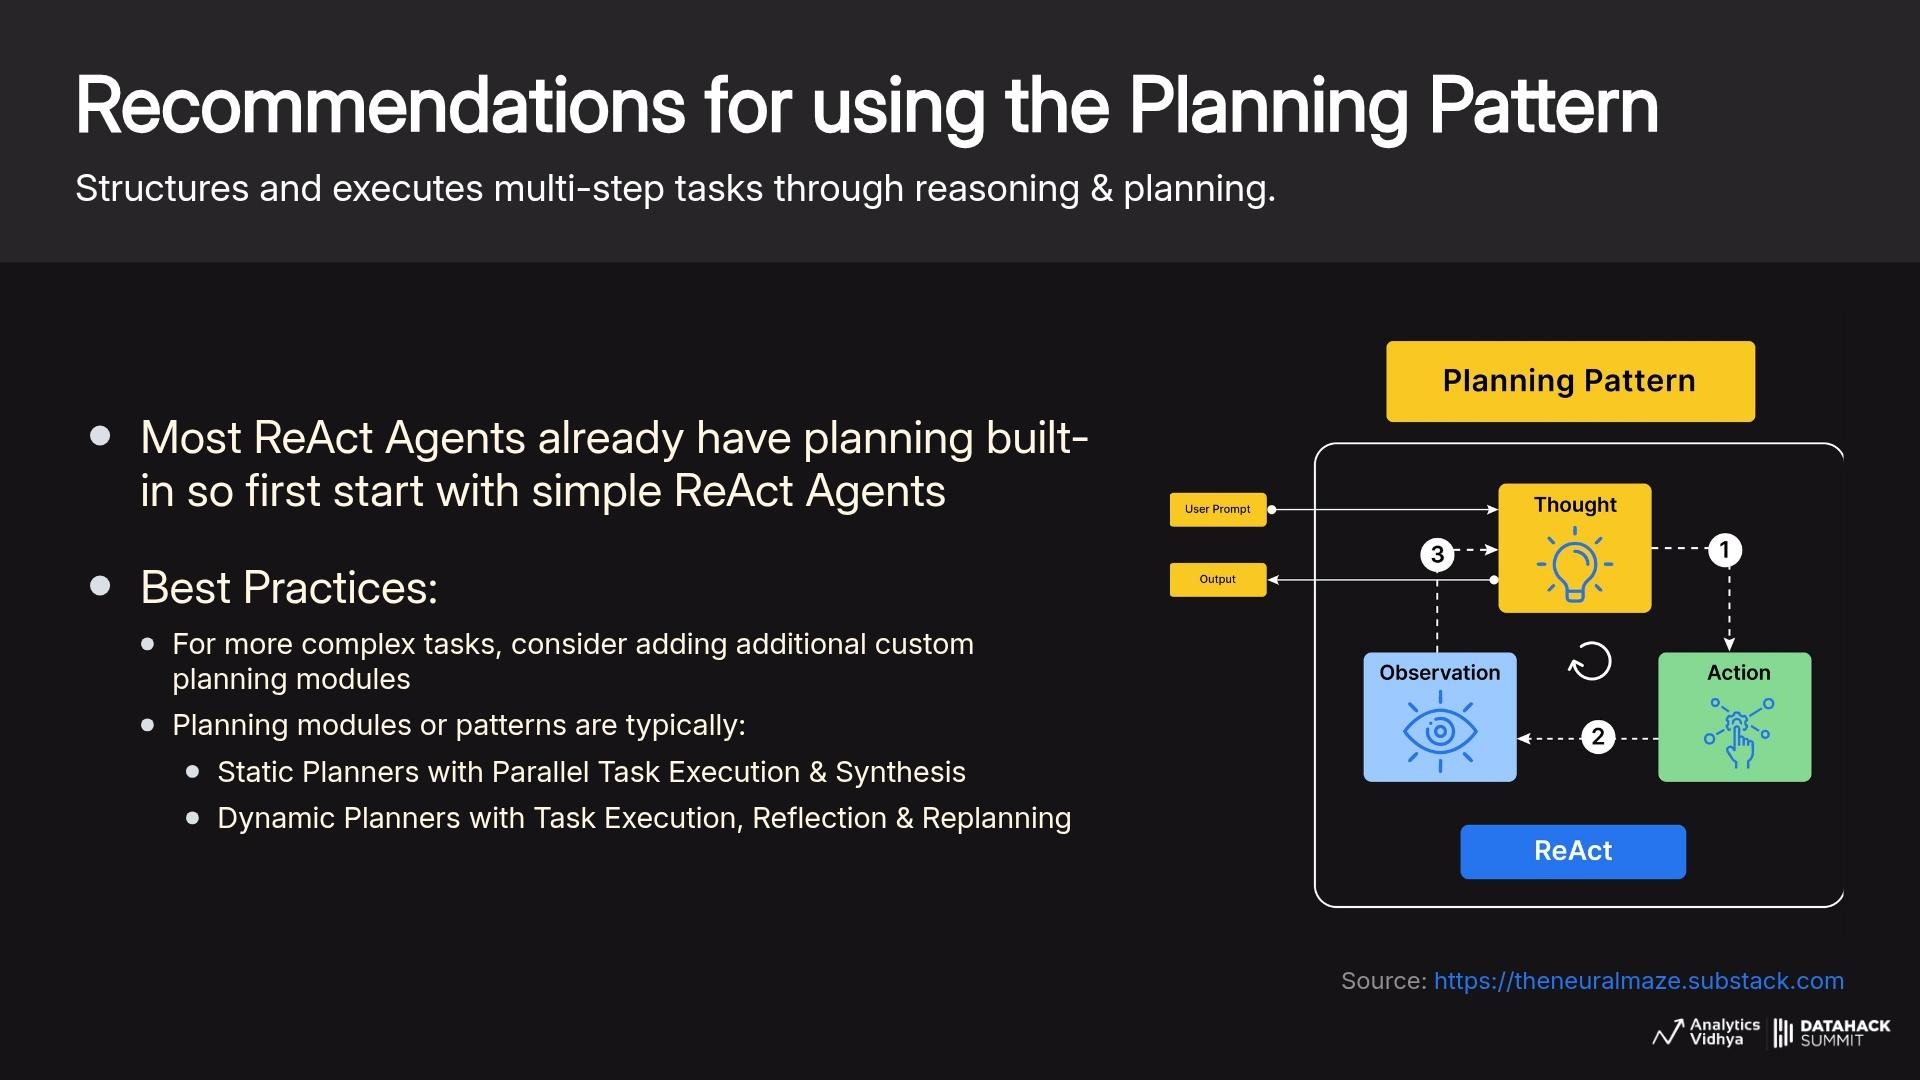 Recommendations for using the Planning Pattern
Structures and executes multi-step tasks through reasoning & planning.
Most ReAct Agents already have planning built-
in so first start with simple ReAct Agents
Best Practices:
For more complex tasks, consider adding additional custom
planning modules
Planning modules or patterns are typically:
Static Planners with Parallel Task Execution & Synthesis
Dynamic Planners with Task Execution, Reflection & Replanning
Planning Pattern
User Prompt
Output
Thought
1
3
Observation
Action
2
ReAct
Source: https://theneuralmaze.substack.com
Analytics
Vidhya
DATAHACK
SUMMIT